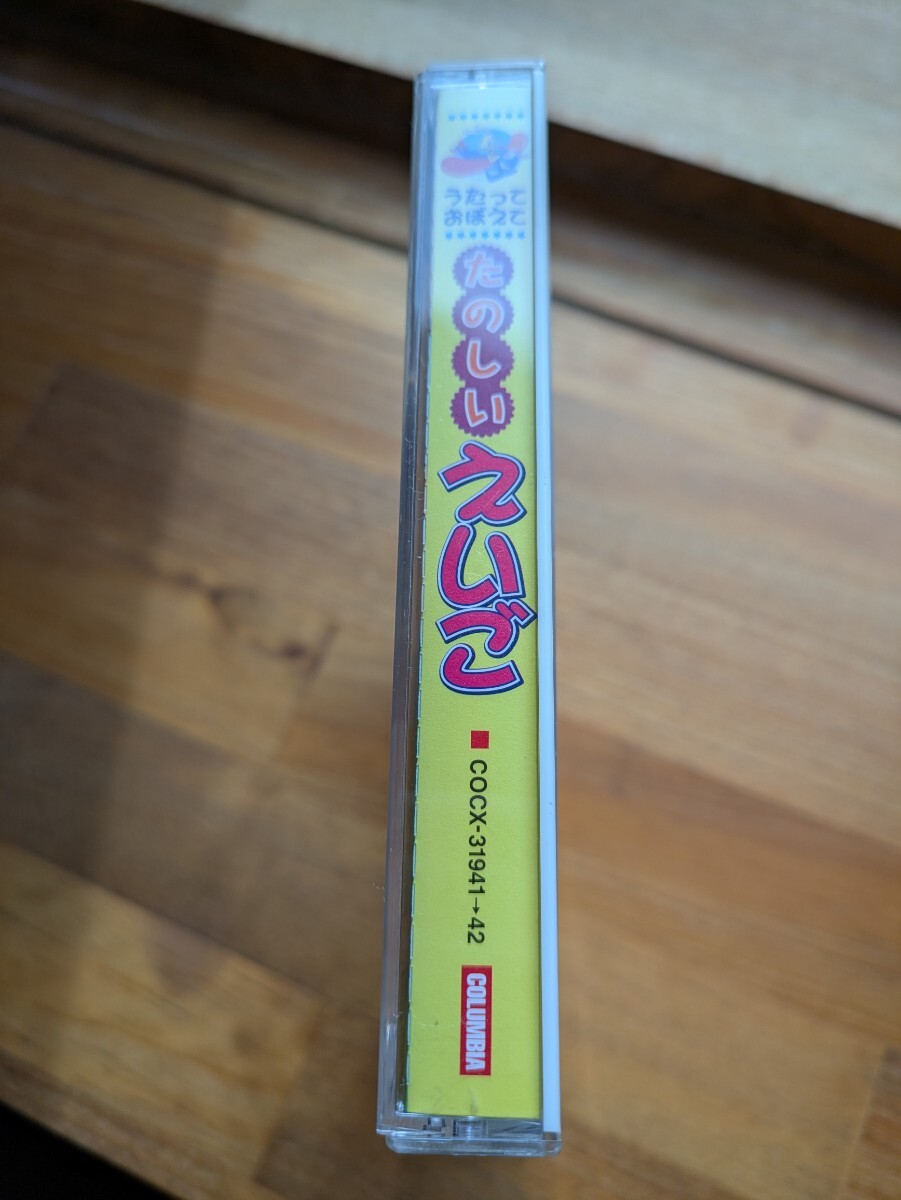 うたって
おぼえて
たのしい
えいご
■ COCX-31941→42
COLUMBIA